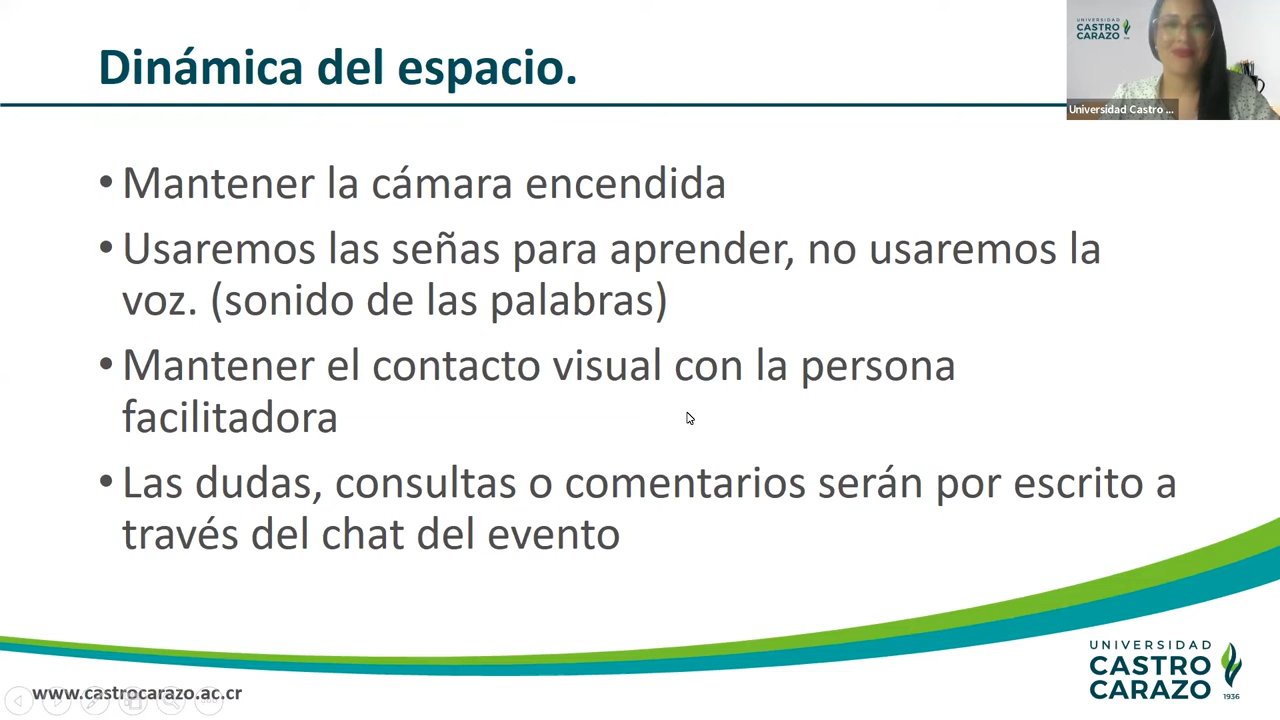 Dinámica del espacio.
UNIVERSIDAD
CASTRO
CARAZO
Universidad Castro ...
• Mantener la cámara encendida
• Usaremos las señas para aprender, no usaremos la
voz. (sonido de las palabras)
• Mantener el contacto visual con la persona
facilitadora
• Las dudas, consultas o comentarios serán por escrito a
través del chat del evento
www.castrocarazo.ac.cr
UNIVERSIDAD
CASTRO
CARAZO
1936